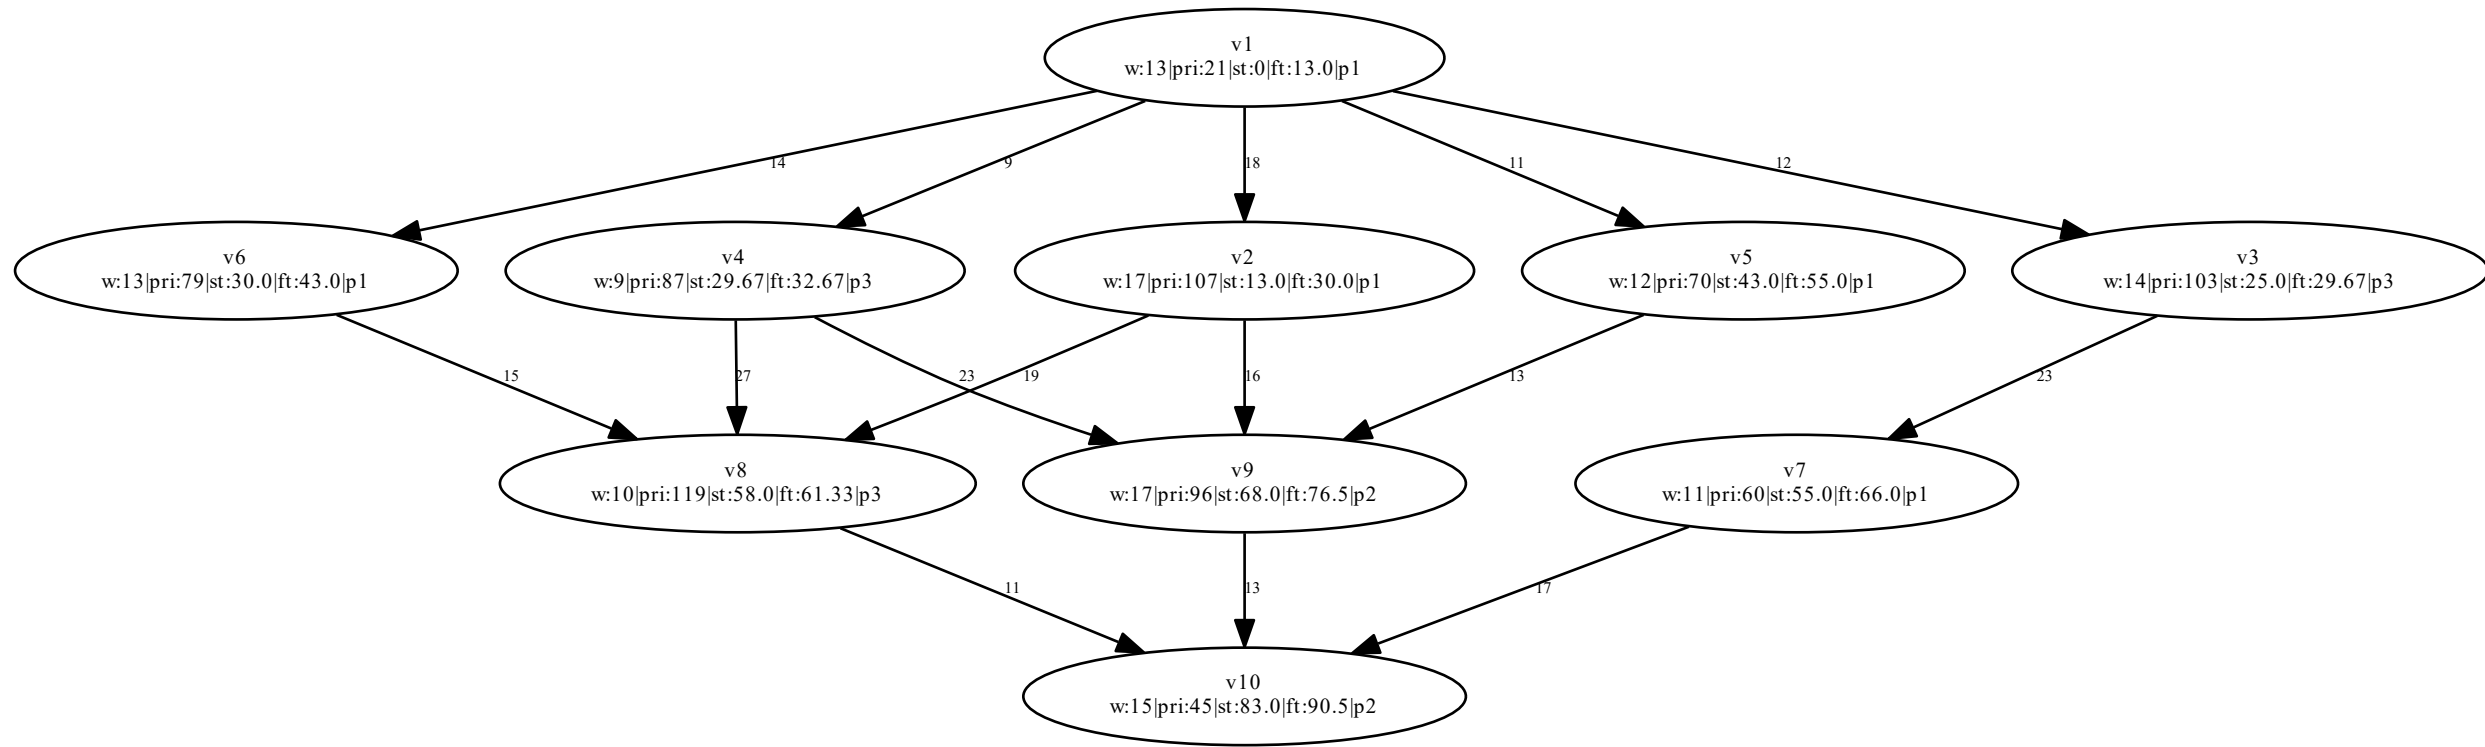 v1
w:13|pri:21|st:0|ft:13.0|p1
14
9
18
11
12
v6
w:13|pri:79|st:30.0|ft:43.0|p1
v4
w:9|pri:87|st:29.67|ft:32.67|p3
v2
w:17|pri:107|st:13.0|ft:30.0|p1
v5
w:12|pri:70|st:43.0|ft:55.0|p1
v3
w:14|pri:103|st:25.0|ft:29.67|p3
15
27
23
19
16
13
23
v8
w:10|pri:119|st:58.0|ft:61.33|p3
v9
w:17|pri:96|st:68.0|ft:76.5|p2
v7
w:11|pri:60|st:55.0|ft:66.0|p1
11
13
17
v10
w:15|pri:45|st:83.0|ft:90.5|p2